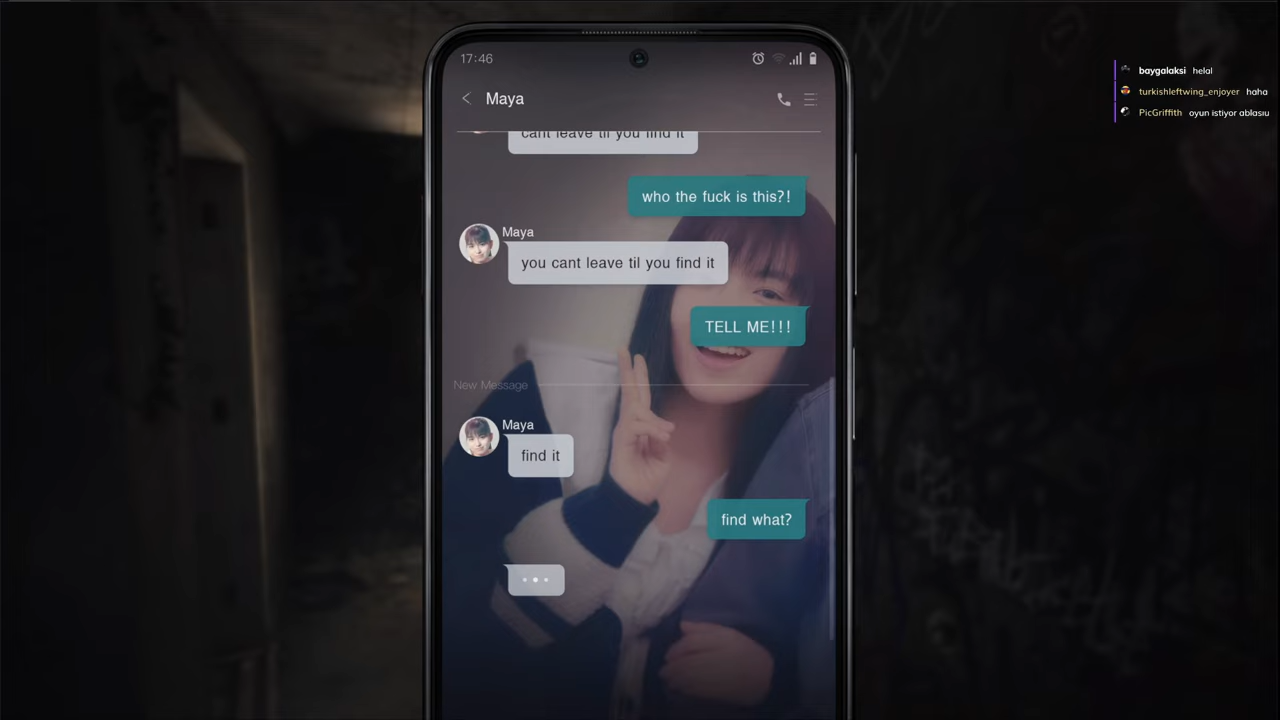 17:46
Maya
cant leave til you find it
who the fuck is this?!
Maya
you cant leave til you find it
TELL ME!!!
New Message
Maya
find it
find what?
baygalaksi helal
turkishleftwing_enjoyer haha
PicGriffith oyun istiyor ablasıu